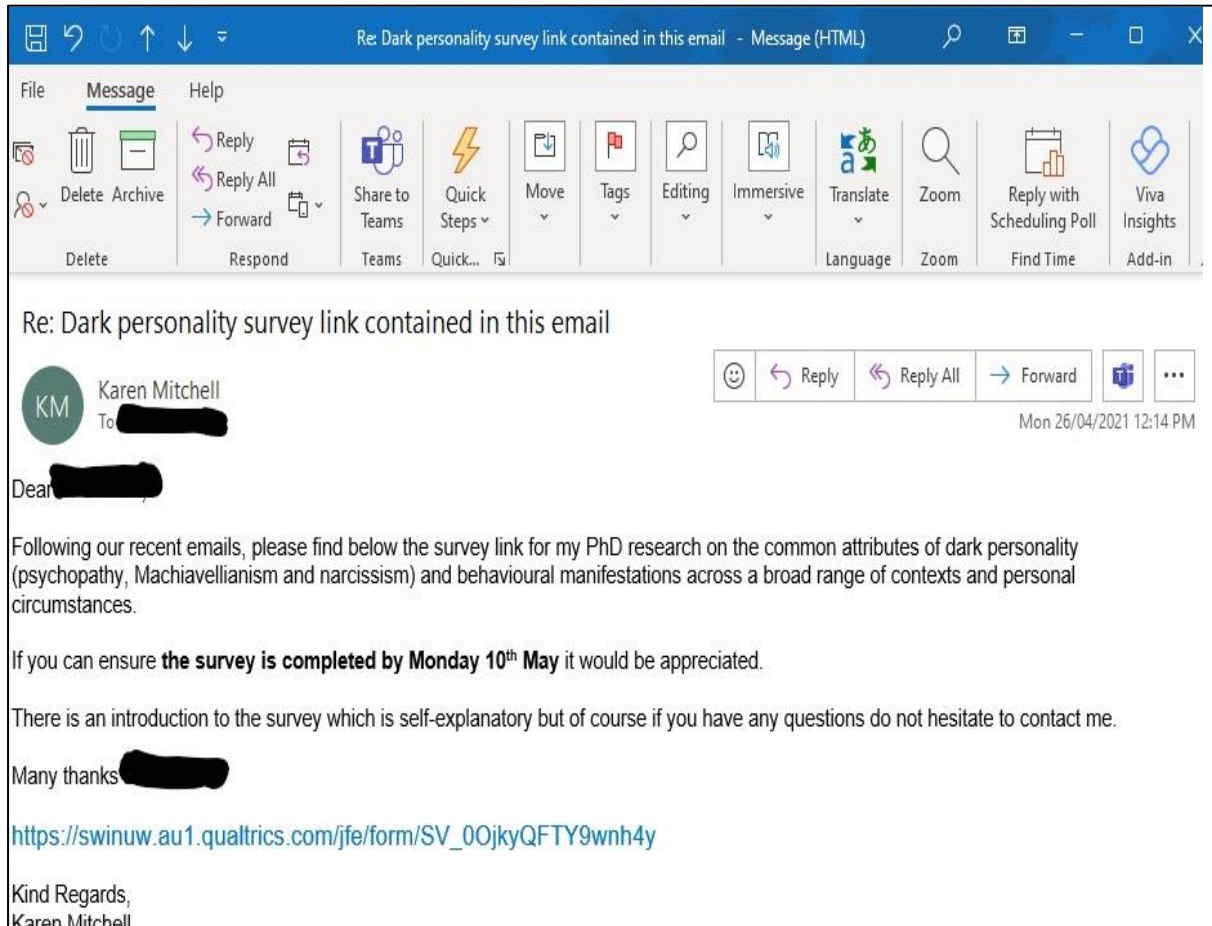 Re: Dark personality survey link contained in this email - Message (HTML)
File Message Help
Delete Archive
Reply
Reply All
Forward
Share to Teams
Quick Steps
Move
Tags
Editing
Immersive
Translate
Zoom
Reply with Scheduling Poll
Viva Insights
Delete Respond Teams Quick... Language Zoom Find Time Add-in
Re: Dark personality survey link contained in this email
Reply Reply All Forward
KM
Karen Mitchell
To
Mon 26/04/2021 12:14 PM
Dear
Following our recent emails, please find below the survey link for my PhD research on the common attributes of dark personality
(psychopathy, Machiavellianism and narcissism) and behavioural manifestations across a broad range of contexts and personal
circumstances.
If you can ensure the survey is completed by Monday 10th May it would be appreciated.
There is an introduction to the survey which is self-explanatory but of course if you have any questions do not hesitate to contact me.
Many thanks
https://swinuw.au1.qualtrics.com/jfe/form/SV_0OjkyQFTY9wnh4y
Kind Regards,
Karen Mitchell